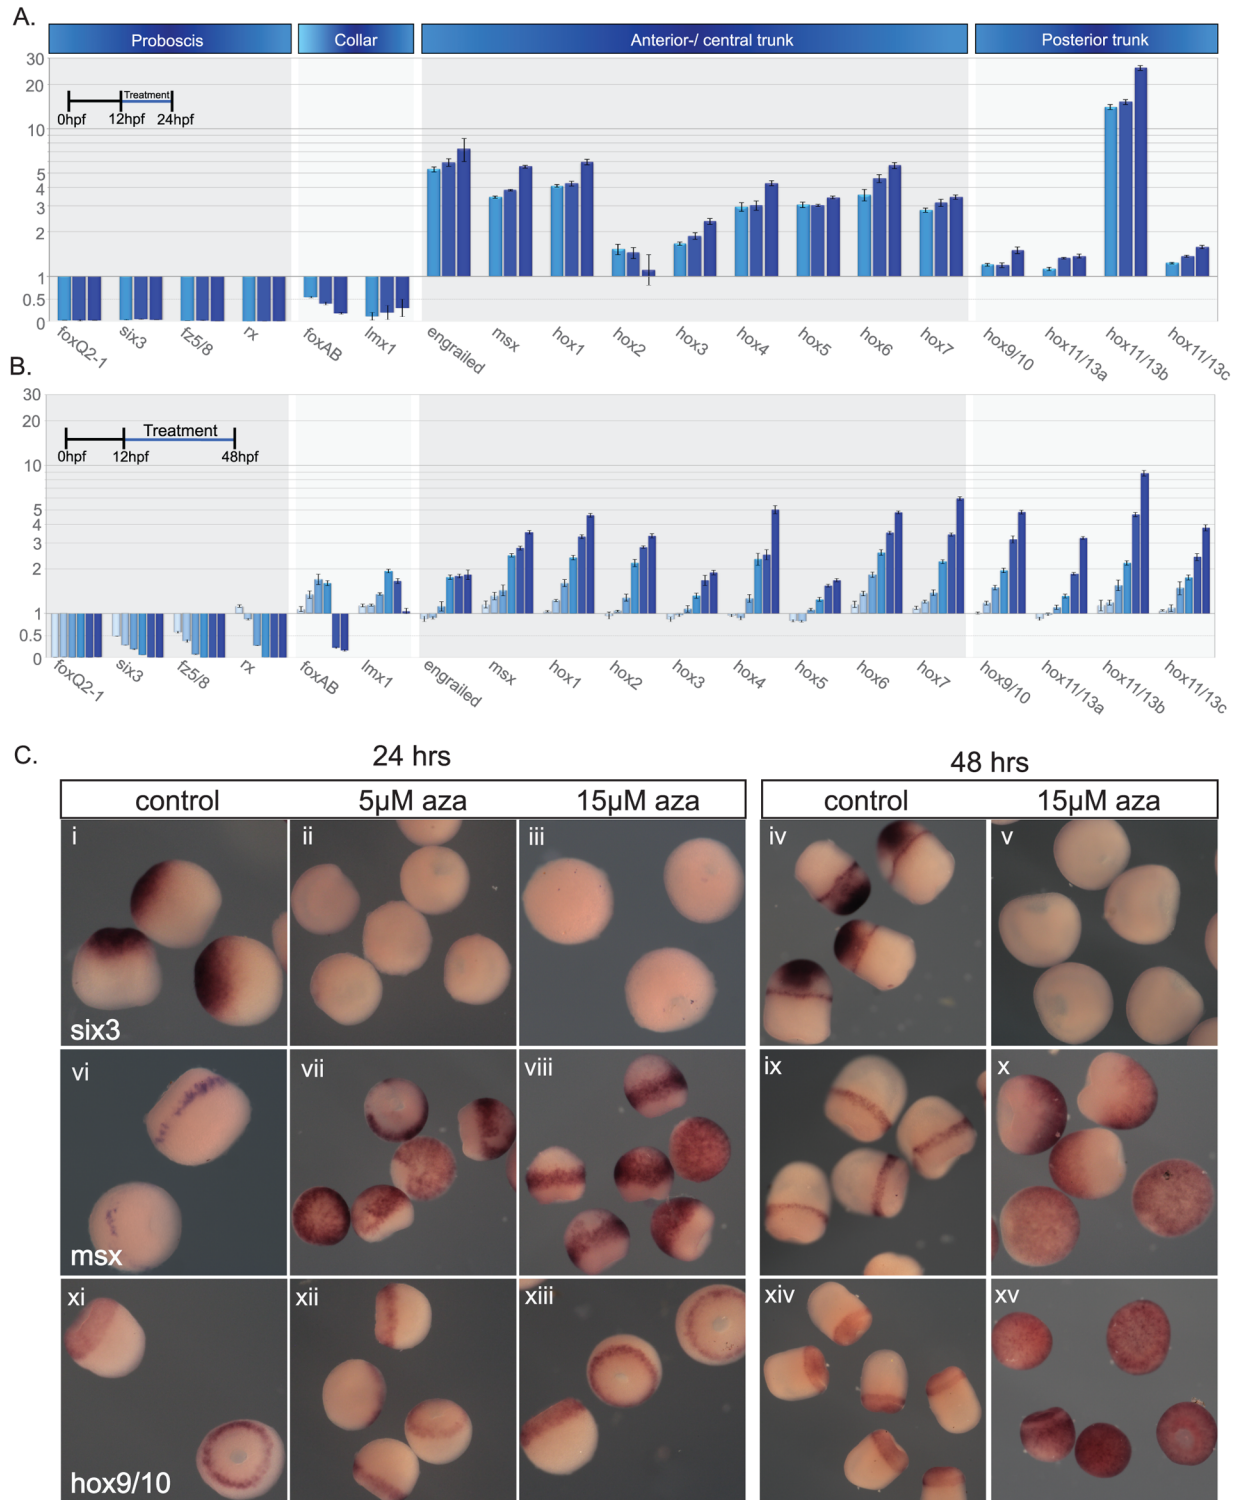 A.
Proboscis Collar Anterior-/ central trunk Posterior trunk
30
20
10
5
4
3
2
1
0.5
0
Treatment
0hpf 12hpf 24hpf
foxQ2-1 six3 fz5/8 rx foxAB lmx1 engrailed msx hox1 hox2 hox3 hox4 hox5 hox6 hox7 hox9/10 hox11/13a hox11/13b hox11/13c
B.
30
20
10
5
4
3
2
1
0.5
0
Treatment
0hpf 12hpf 48hpf
foxQ2-1 six3 fz5/8 rx foxAB lmx1 engrailed msx hox1 hox2 hox3 hox4 hox5 hox6 hox7 hox9/10 hox11/13a hox11/13b hox11/13c
C.
24 hrs 48 hrs
control 5µM aza 15µM aza control 15µM aza
i ii iii iv v
six3
vi vii viii ix x
msx
xi xii xiii xiv xv
hox9/10